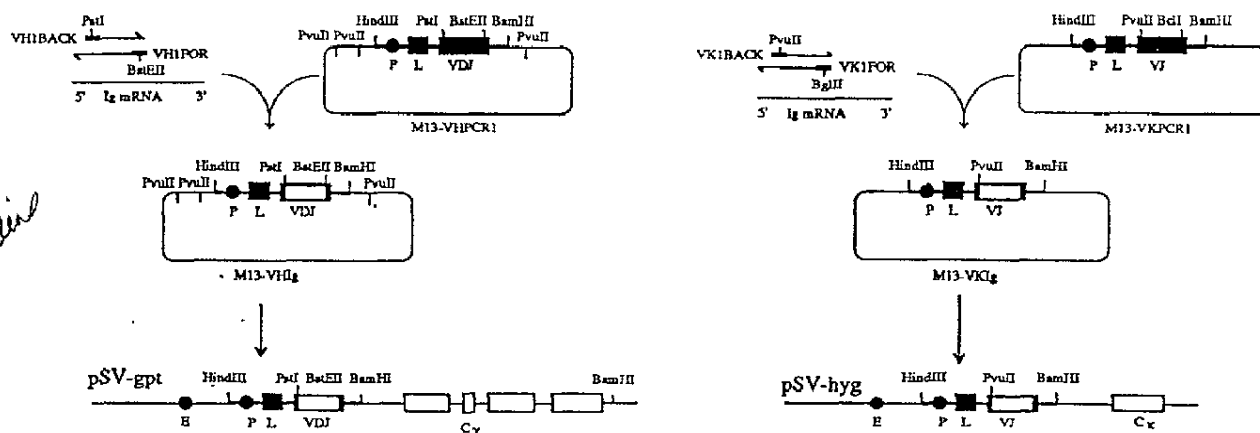 PstI
VH1BACK
VH1FOR
BstEII
5' Ig mRNA 3'
HindIII PstI BstEII BamHI
PvuII PvuII PvuII
P L VDJ
M13-VHPCR1
HindIII PstI BstEII BamHI
PvuII PvuII PvuII
P L VDJ
M13-VHIg
pSV-gpt
HindIII PstI BstEII BamHI BamHI
E P L VDJ Cγ
PvuII
VK1BACK
VK1FOR
BglII
5' Ig mRNA 3'
HindIII PvuII BclI BamHI
P L VJ
M13-VKPCR1
HindIII PvuII BamHI
P L VJ
M13-VKIg
pSV-hyg
HindIII PvuII BamHI
E P L VJ Cκ